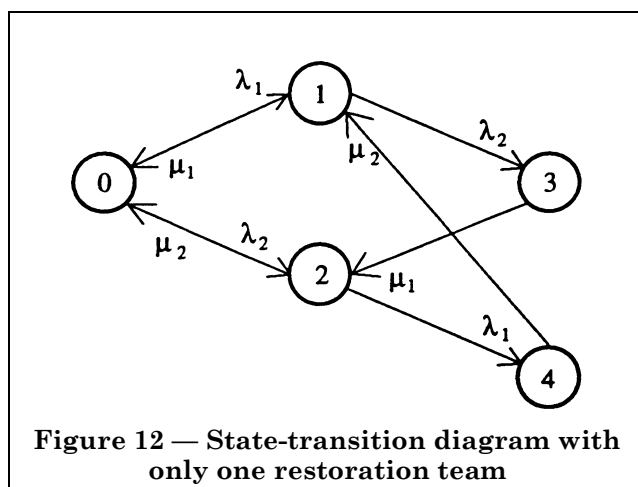 λ1
1
λ2
μ1
μ2
0
3
μ2
λ2
2
μ1
λ1
4
Figure 12 — State-transition diagram with
only one restoration team